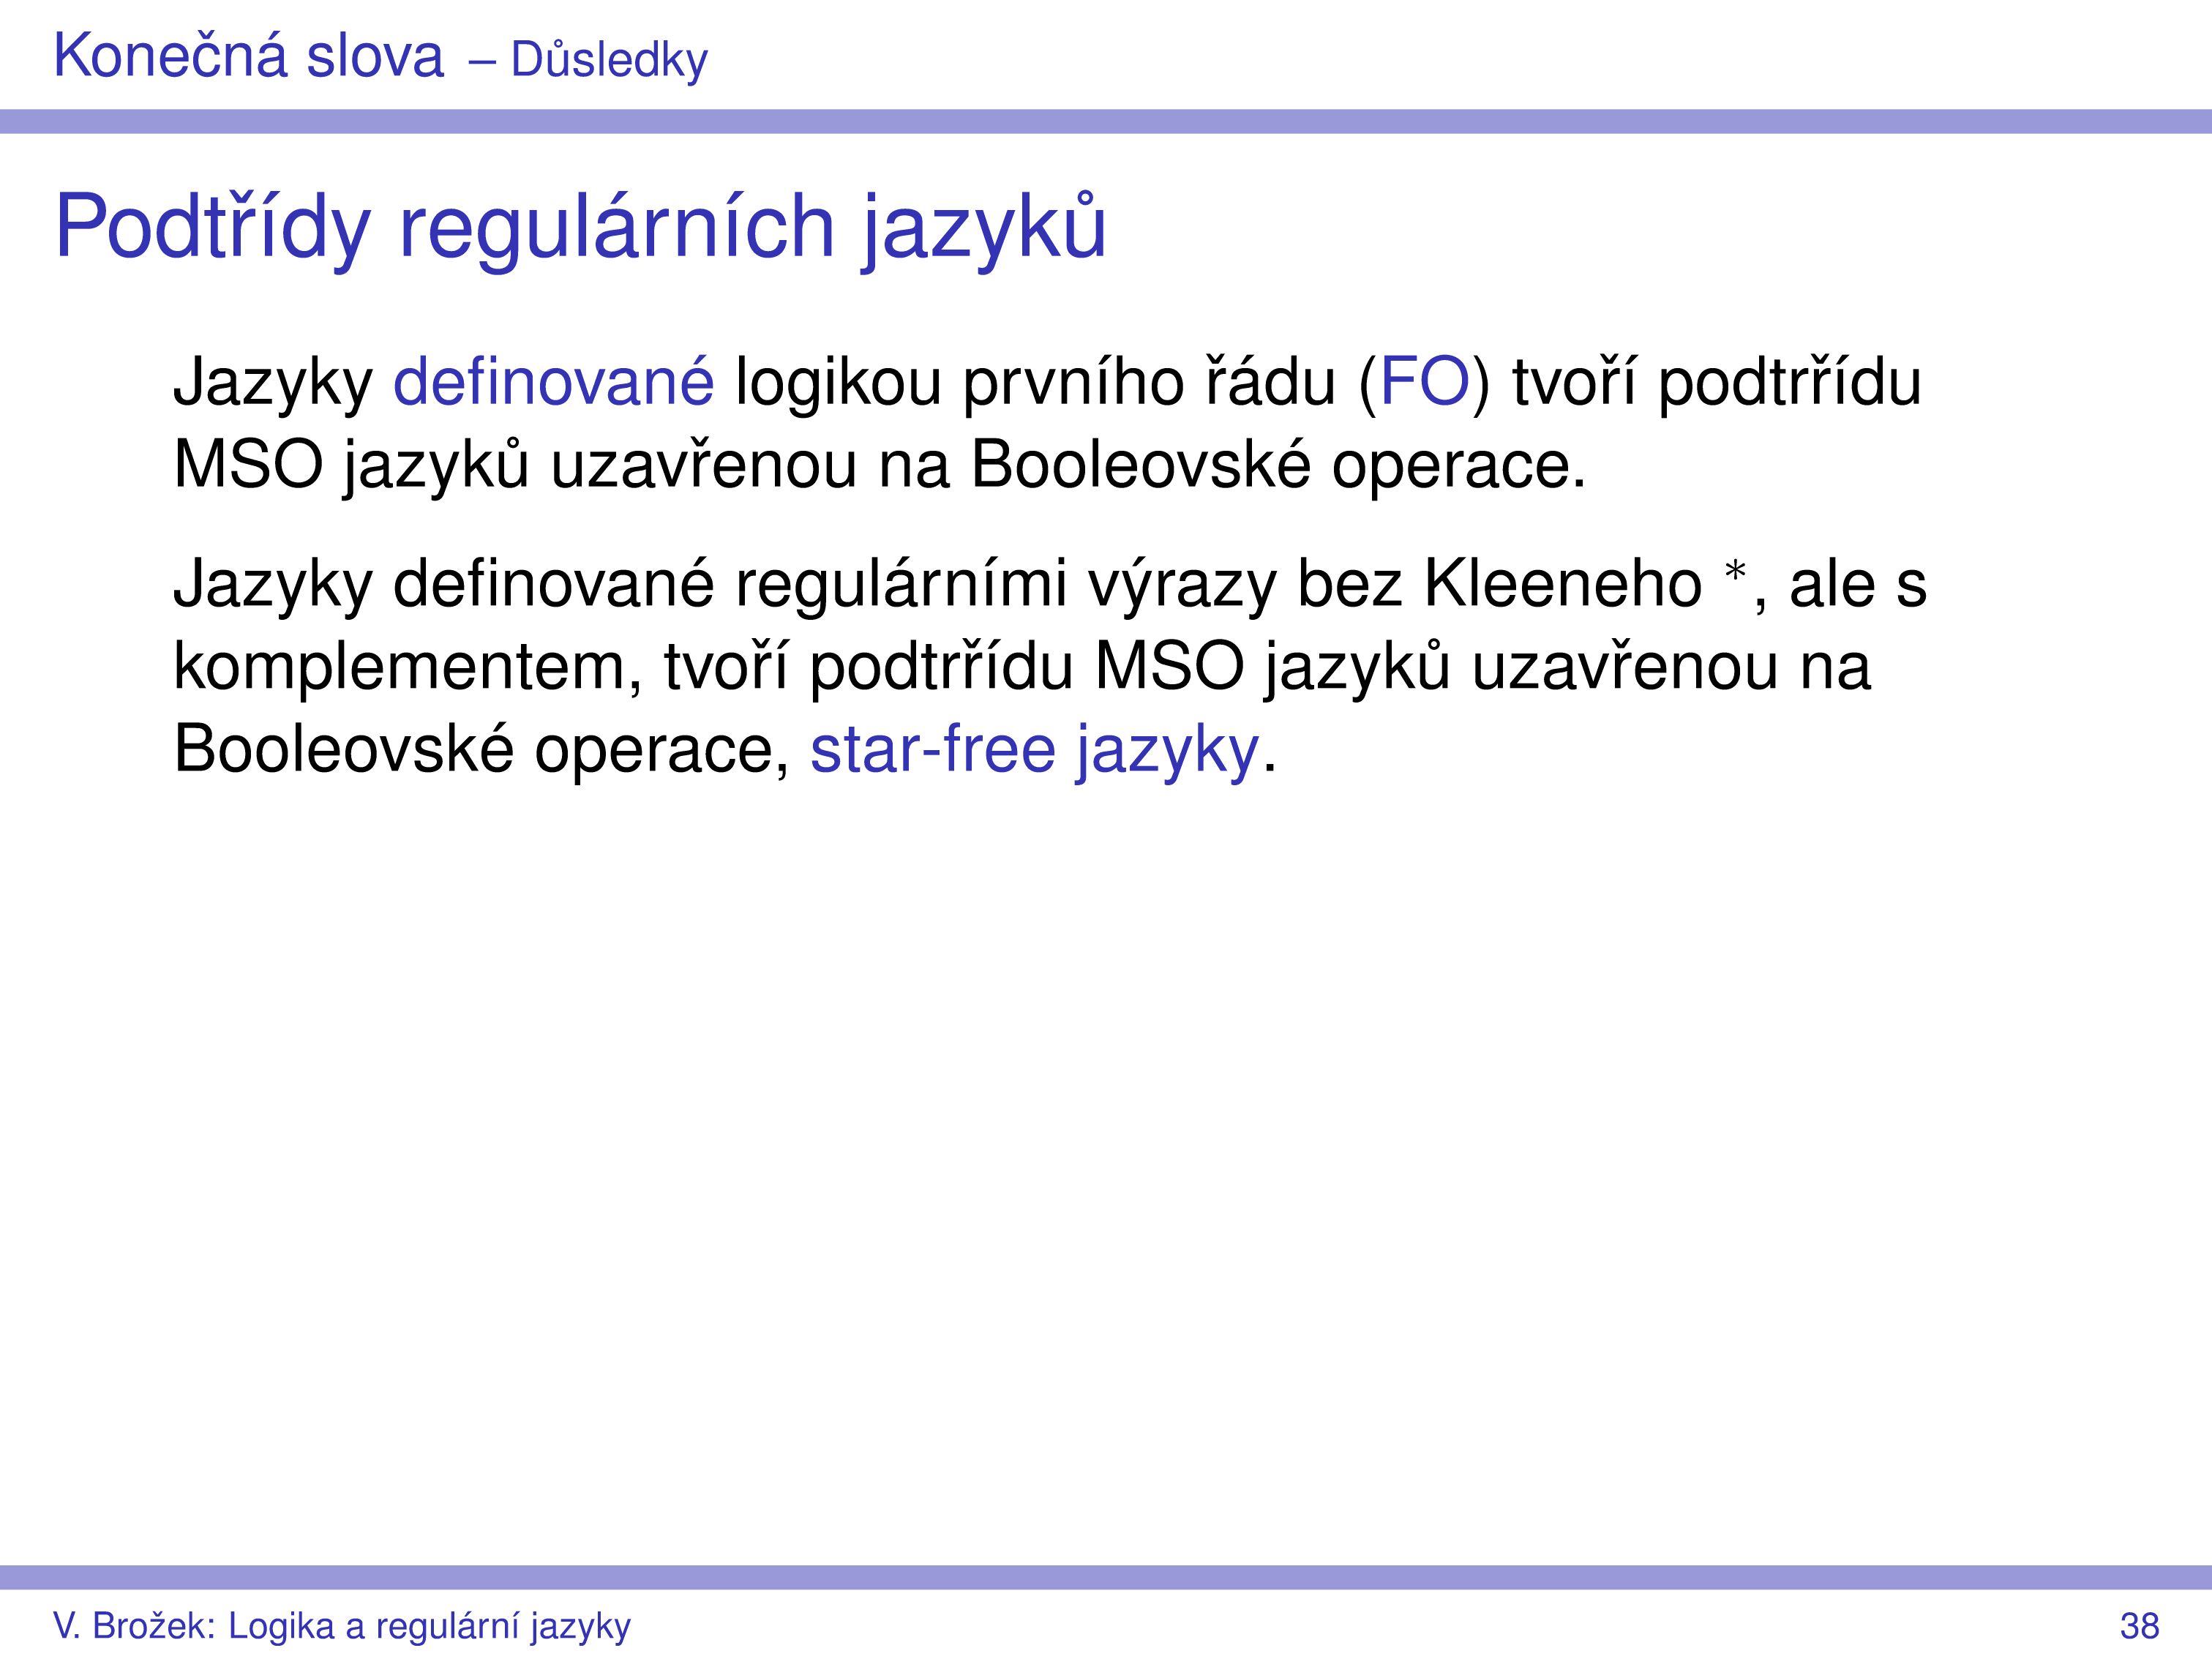 Konečná slova – Důsledky
Podtřídy regulárních jazyků
Jazyky definované logikou prvního řádu (FO) tvoří podtřídu
MSO jazyků uzavřenou na Booleovské operace.
Jazyky definované regulárními výrazy bez Kleeneho *, ale s
komplementem, tvoří podtřídu MSO jazyků uzavřenou na
Booleovské operace, star-free jazyky.
V. Brožek: Logika a regulární jazyky
38